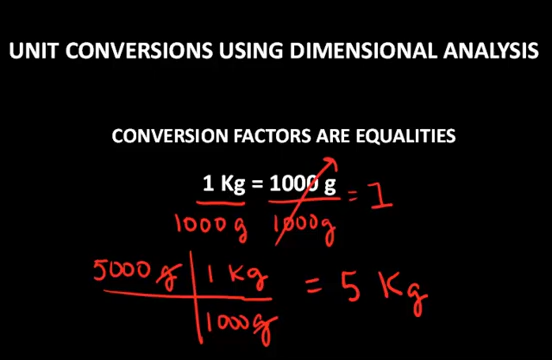 UNIT CONVERSIONS USING DIMENSIONAL ANALYSIS
CONVERSION FACTORS ARE EQUALITIES
1 Kg = 1000 g
1000 g 1000g = 1
5000 g 1 Kg = 5 Kg
1000g